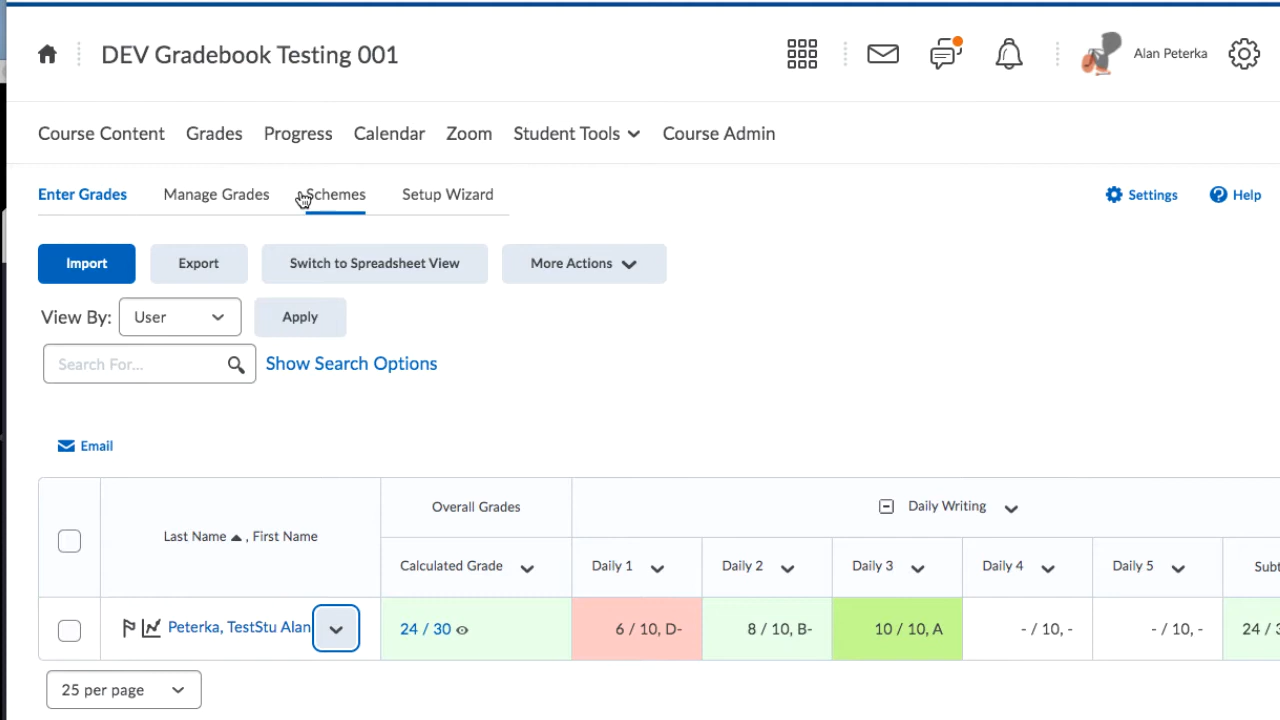 DEV Gradebook Testing 001
Alan Peterka
Course Content Grades Progress Calendar Zoom Student Tools Course Admin
Enter Grades Manage Grades Schemes Setup Wizard Settings Help
Import Export Switch to Spreadsheet View More Actions
View By: User Apply
Search For... Show Search Options
Email
Last Name , First Name
Overall Grades Daily Writing
Calculated Grade Daily 1 Daily 2 Daily 3 Daily 4 Daily 5
Peterka, TestStu Alan 24 / 30 6 / 10, D- 8 / 10, B- 10 / 10, A - / 10, - - / 10, - 24 /
25 per page